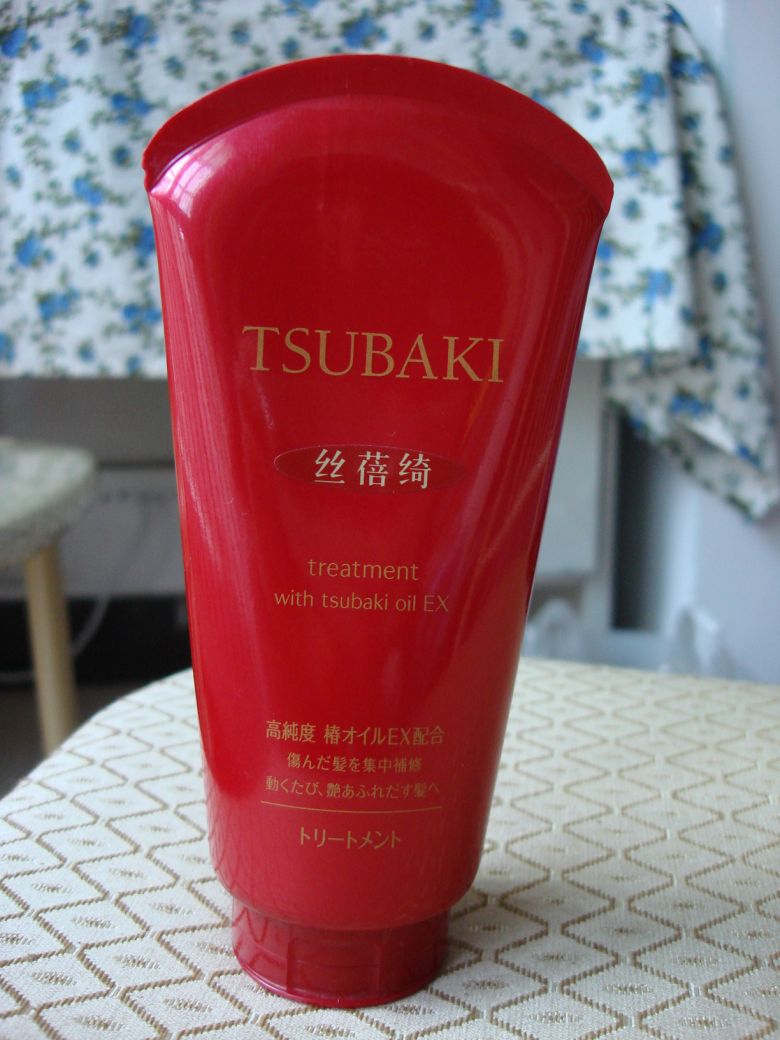 TSUBAKI
丝蓓绮
treatment
with tsubaki oil EX
高純度 椿オイルEX配合
傷んだ髪を集中補修
動くたび、艶あふれだす髪へ
トリートメント